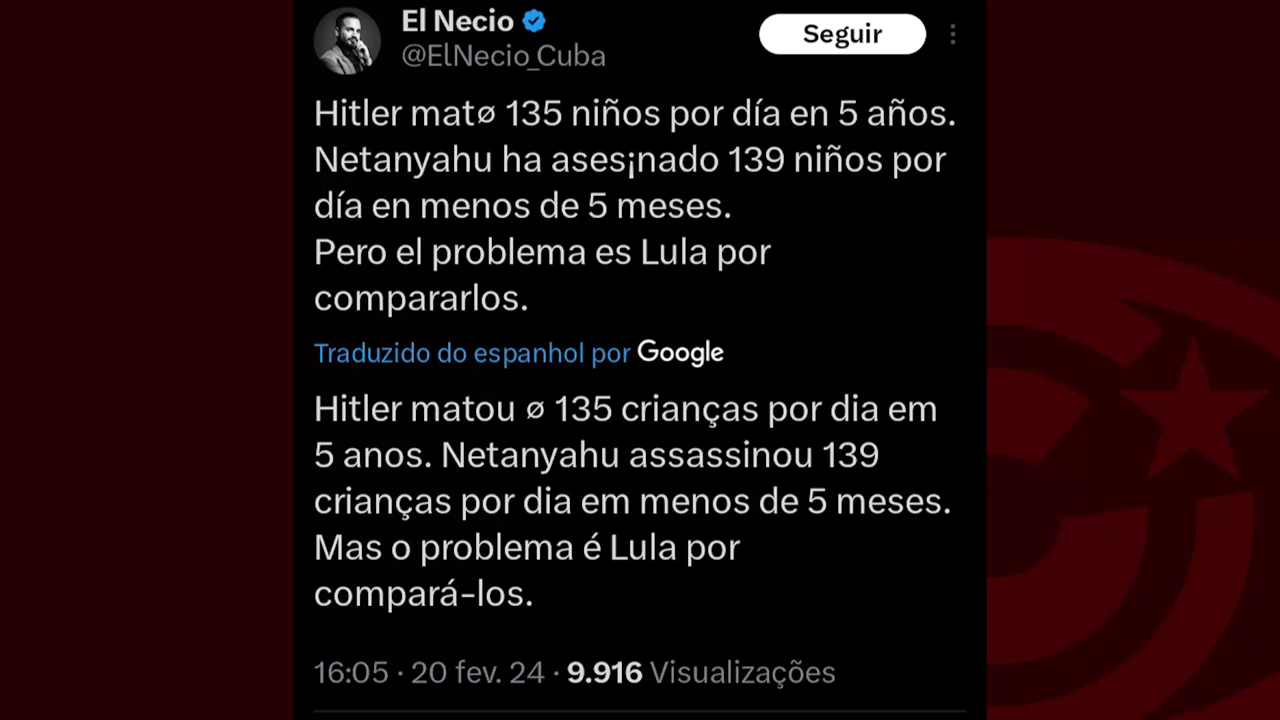 El Necio
@ElNecio_Cuba
Seguir
Hitler matø 135 niños por día en 5 años.
Netanyahu ha ases¡nado 139 niños por
día en menos de 5 meses.
Pero el problema es Lula por
compararlos.
Traduzido do espanhol por Google
Hitler matou ø 135 crianças por dia em
5 anos. Netanyahu assassinou 139
crianças por dia em menos de 5 meses.
Mas o problema é Lula por
compará-los.
16:05 · 20 fev. 24 · 9.916 Visualizações